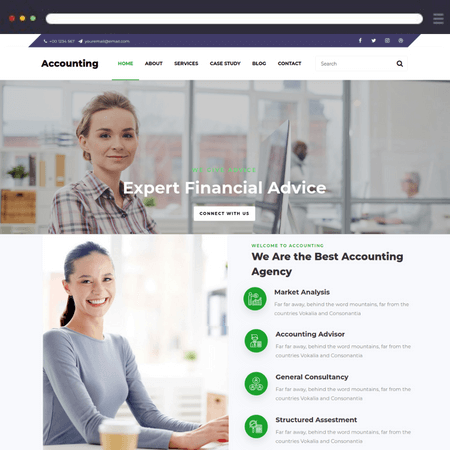 +(0) 1234 567 youremail@email.com
Accounting
HOME ABOUT SERVICES CASE STUDY BLOG CONTACT Search
Expert Financial Advice
CONNECT WITH US
WELCOME TO ACCOUNTING
We Are the Best Accounting
Agency
Market Analysis
Far far away, behind the word mountains, far from the
countries Vokalia and Consonantia
Accounting Advisor
Far far away, behind the word mountains, far from the
countries Vokalia and Consonantia
General Consultancy
Far far away, behind the word mountains, far from the
countries Vokalia and Consonantia
Structured Assestment
Far far away, behind the word mountains, far from the
countries Vokalia and Consonantia